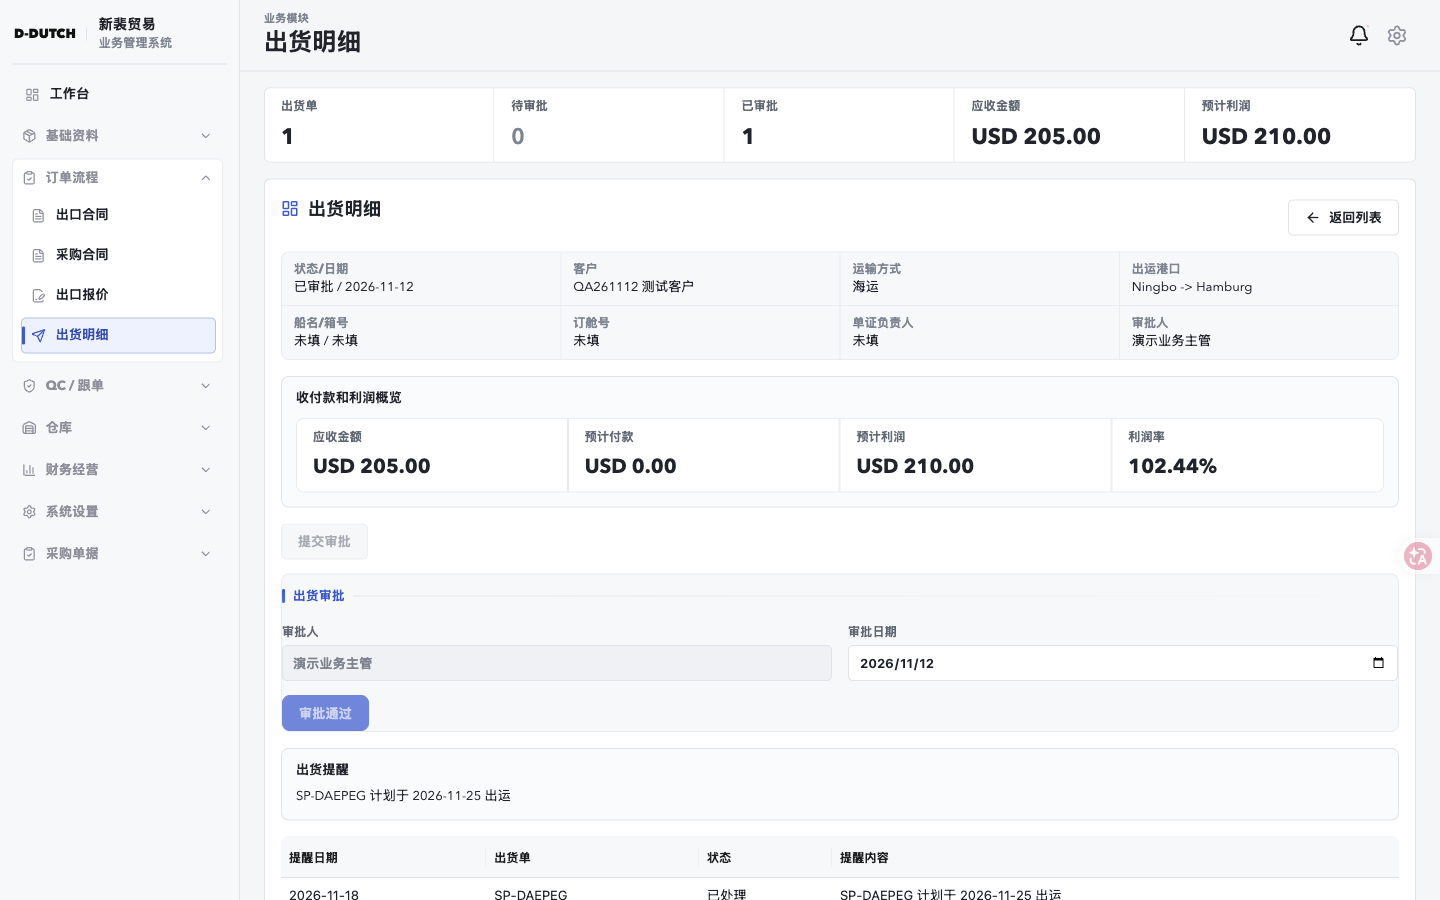 D-DUTCH
新裴贸易
业务管理系统
工作台
基础资料
订单流程
出口合同
采购合同
出口报价
出货明细
QC / 跟单
仓库
财务经营
系统设置
采购单据
业务模块
出货明细
出货单
1
待审批
0
已审批
1
应收金额
USD 205.00
预计利润
USD 210.00
出货明细
返回列表
状态/日期
已审批 / 2026-11-12
客户
QA261112 测试客户
运输方式
海运
出运港口
Ningbo -> Hamburg
船名/箱号
未填 / 未填
订舱号
未填
单证负责人
未填
审批人
演示业务主管
收付款和利润概览
应收金额
USD 205.00
预计付款
USD 0.00
预计利润
USD 210.00
利润率
102.44%
提交审批
出货审批
审批人
演示业务主管
审批日期
2026/11/12
审批通过
出货提醒
SP-DAEPEG 计划于 2026-11-25 出运
提醒日期
出货单
状态
提醒内容
2026-11-18
SP-DAEPEG
已处理
SP-DAEPEG 计划于 2026-11-25 出运